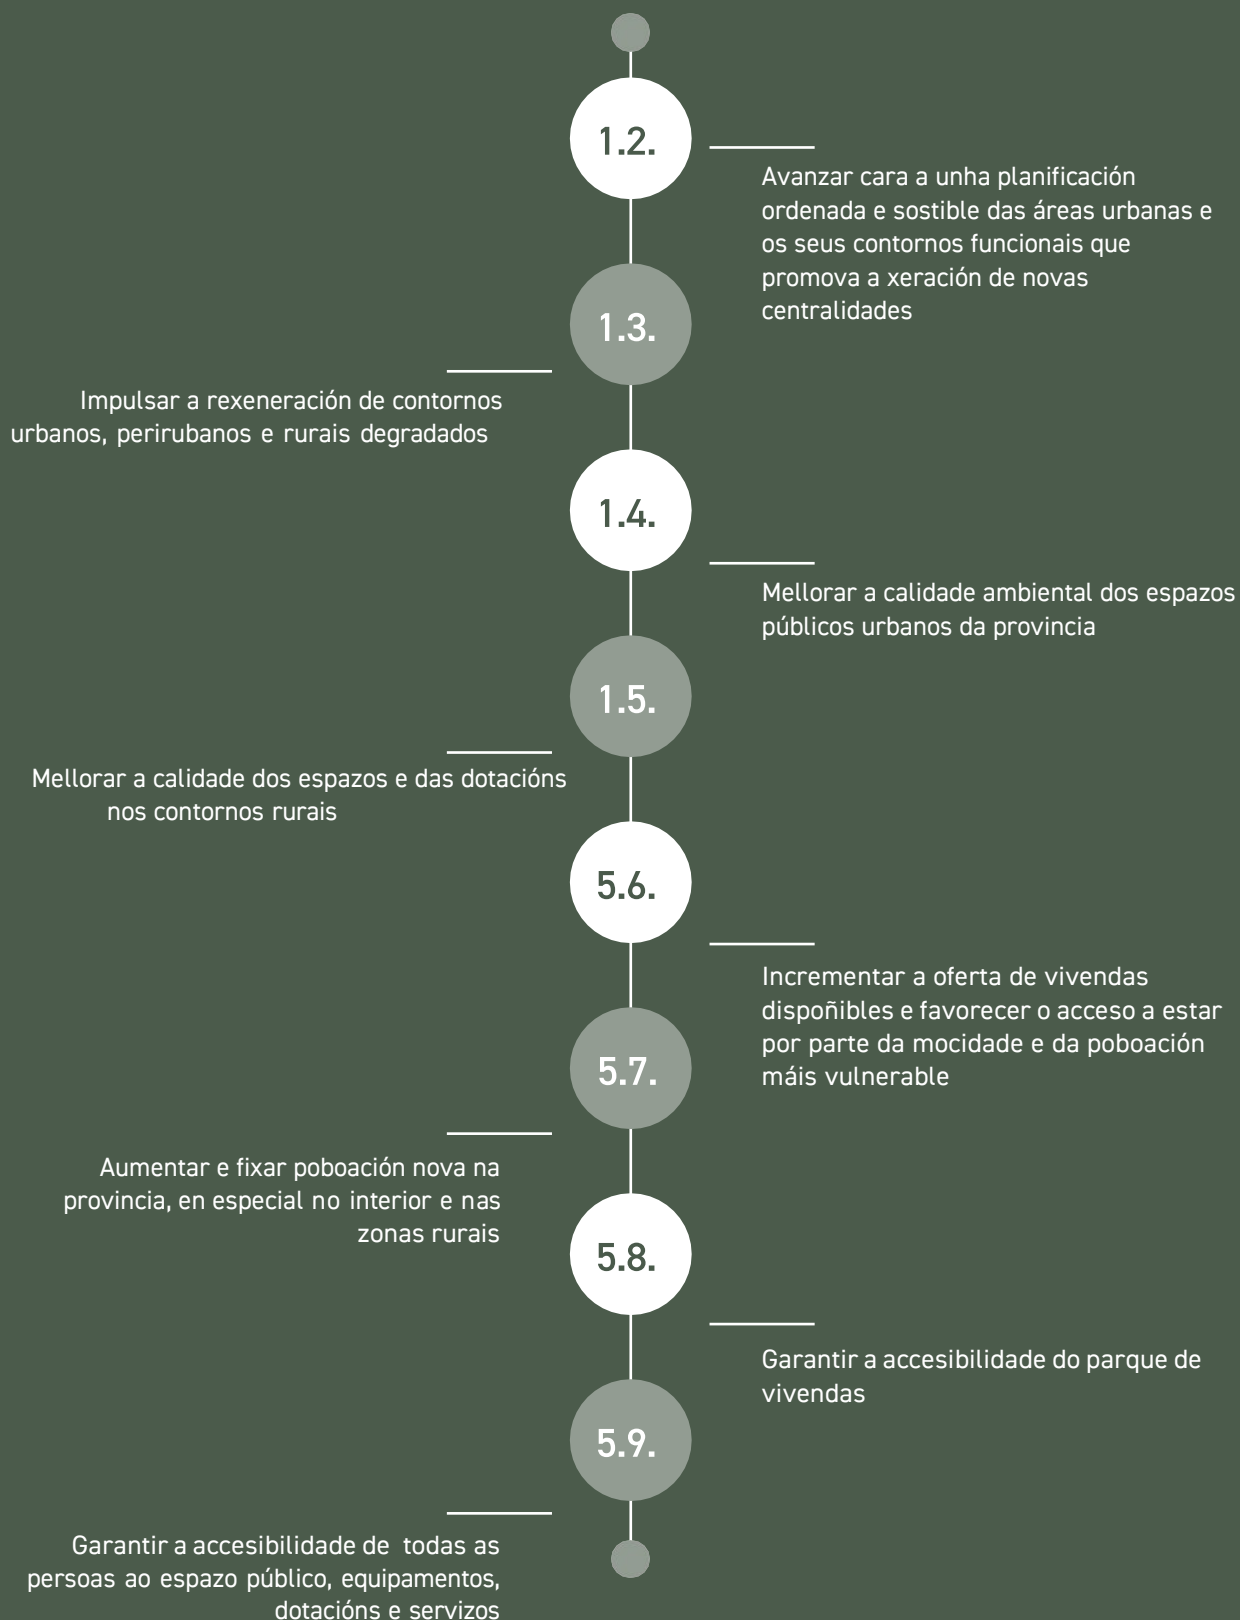 1.2.
Avanzar cara a unha planificación
ordenada e sostible das áreas urbanas e
os seus contornos funcionais que
promova a xeración de novas
centralidades
1.3.
Impulsar a rexeneración de contornos
urbanos, perirubanos e rurais degradados
1.4.
Mellorar a calidade ambiental dos espazos
públicos urbanos da provincia
1.5.
Mellorar a calidade dos espazos e das dotacións
nos contornos rurais
5.6.
Incrementar a oferta de vivendas
dispoñibles e favorecer o acceso a estar
por parte da mocidade e da poboación
máis vulnerable
5.7.
Aumentar e fixar poboación nova na
provincia, en especial no interior e nas
zonas rurais
5.8.
Garantir a accesibilidade do parque de
vivendas
5.9.
Garantir a accesibilidade de todas as
persoas ao espazo público, equipamentos,
dotacións e servizos